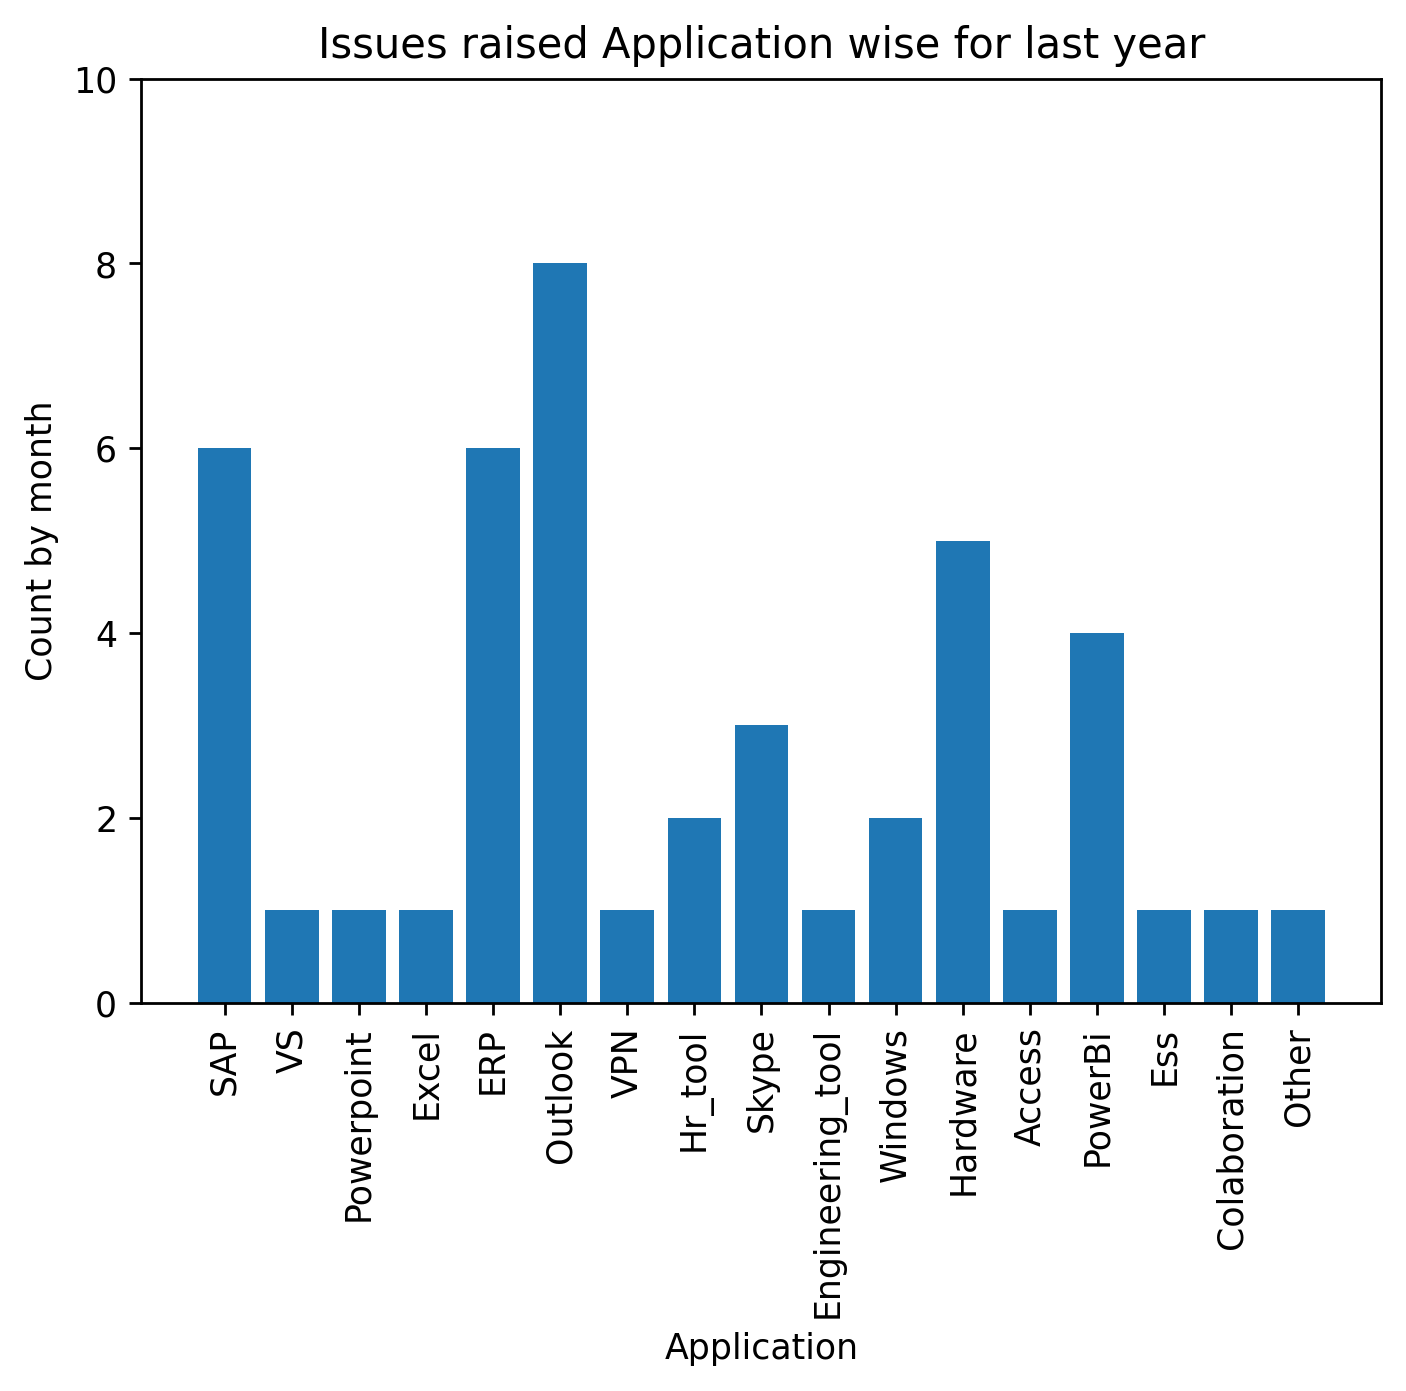 Issues raised Application wise for last year
10
8
6
4
2
0
Count by month
SAP
VS
Powerpoint
Excel
ERP
Outlook
VPN
Hr_tool
Skype
Engineering_tool
Windows
Hardware
Access
PowerBi
Ess
Colaboration
Other
Application